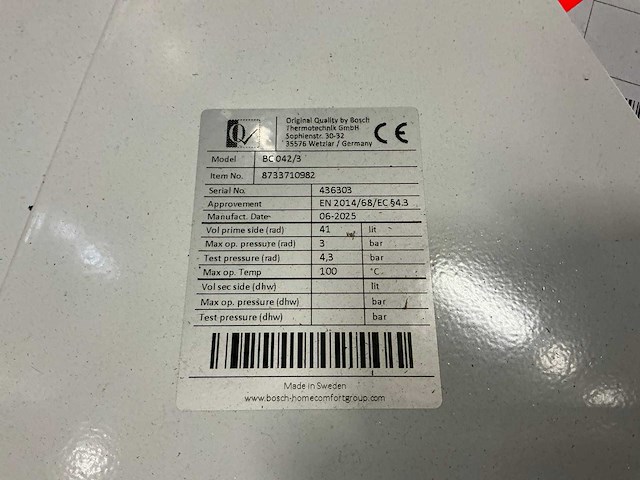 Original Quality by Bosch
Thermotechnik GmbH
Sophienstr. 30-32
35576 Wetzlar / Germany
CE
Model BC 042/3
Item No. 8733710982
Serial No. 436303
Approvement EN 2014/68/EC §4.3
Manufact. Date 06-2025
Vol prime side (rad) 41 lit
Max op. pressure (rad) 3 bar
Test pressure (rad) 4,3 bar
Max op. Temp 100 °C
Vol sec side (dhw) lit
Max op. pressure (dhw) bar
Test pressure (dhw) bar
Made in Sweden
www.bosch-homecomfortgroup.com